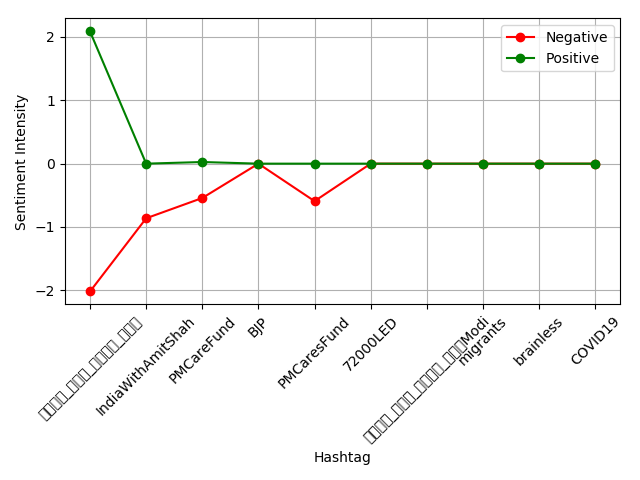 Negative
Positive
2
1
0
−1
−2
Sentiment Intensity
IndiaWithAmitShah
PMCareFund
BJP
PMCaresFund
72000LED
Modi
migrants
brainless
COVID19
Hashtag